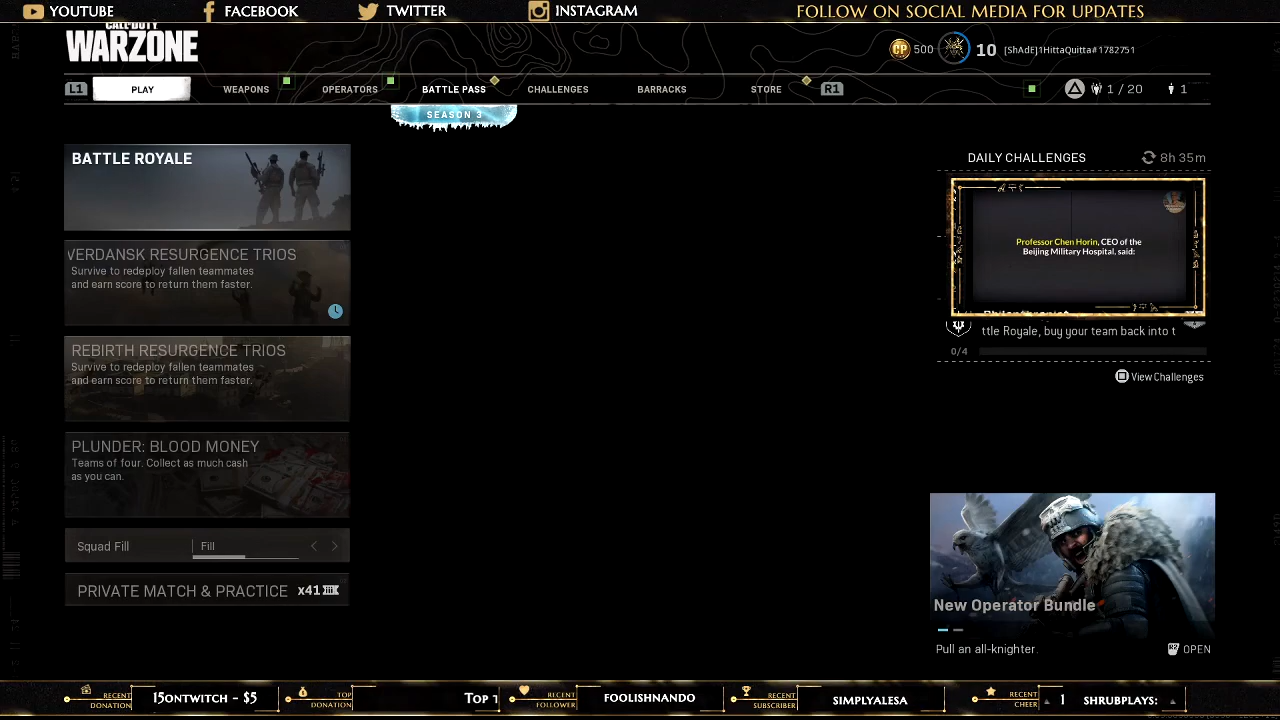 YOUTUBE FACEBOOK TWITTER INSTAGRAM FOLLOW ON SOCIAL MEDIA FOR UPDATES
CALL OF DUTY
WARZONE
CP 500 10 [ShAdE]1HittaQuitta#1782751
L1 PLAY WEAPONS OPERATORS BATTLE PASS CHALLENGES BARRACKS STORE R1 1 / 20 1
SEASON 3
BATTLE ROYALE
VERDANSK RESURGENCE TRIOS
Survive to redeploy fallen teammates
and earn score to return them faster.
REBIRTH RESURGENCE TRIOS
Survive to redeploy fallen teammates
and earn score to return them faster.
PLUNDER: BLOOD MONEY
Teams of four. Collect as much cash
as you can.
Squad Fill Fill
PRIVATE MATCH & PRACTICE x41
DAILY CHALLENGES 8h 35m
Professor Chen Horin, CEO of the
Beijing Military Hospital, said:
ttle Royale, buy your team back into t
0/4
View Challenges
New Operator Bundle
Pull an all-knighter.
R2 OPEN
RECENT DONATION 15ONTWITCH - $5
TOP DONATION TOP 1
RECENT FOLLOWER FOOLISHNANDO
RECENT SUBSCRIBER SIMPLYALESA
RECENT CHEER 1 SHRUBPLAYS: